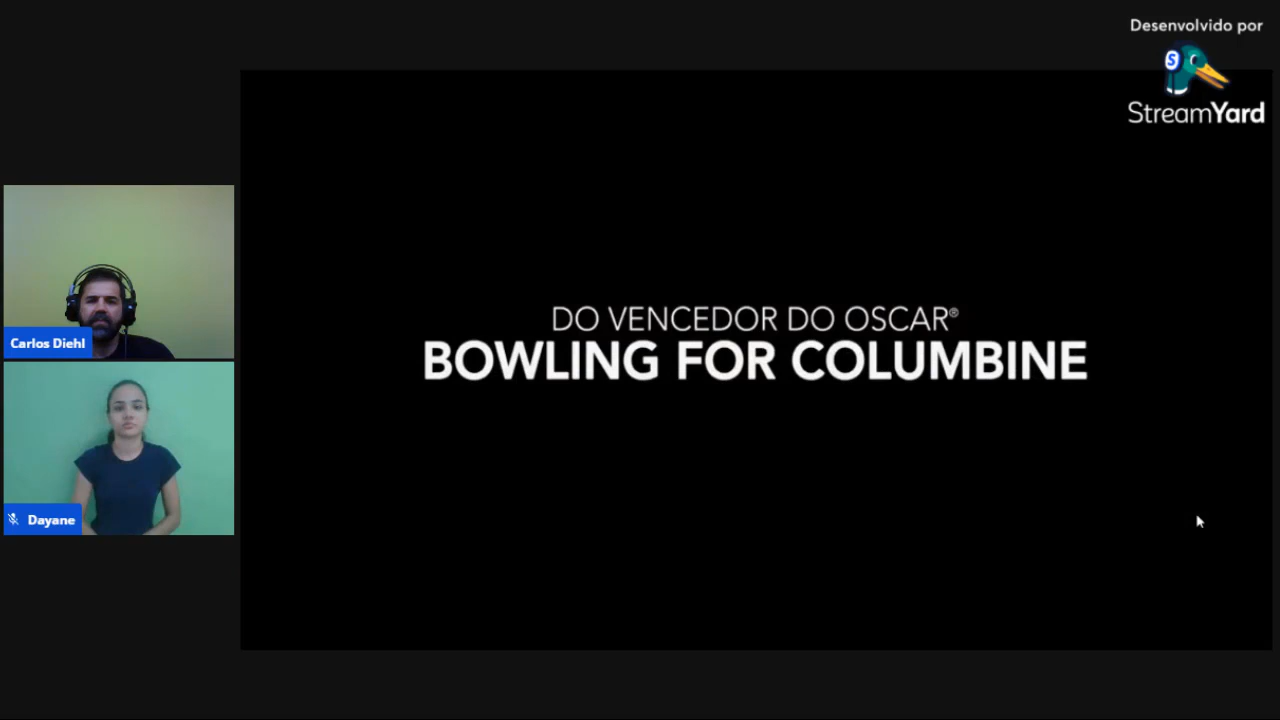 Desenvolvido por
S
StreamYard
DO VENCEDOR DO OSCAR®
BOWLING FOR COLUMBINE
Carlos Diehl
Dayane